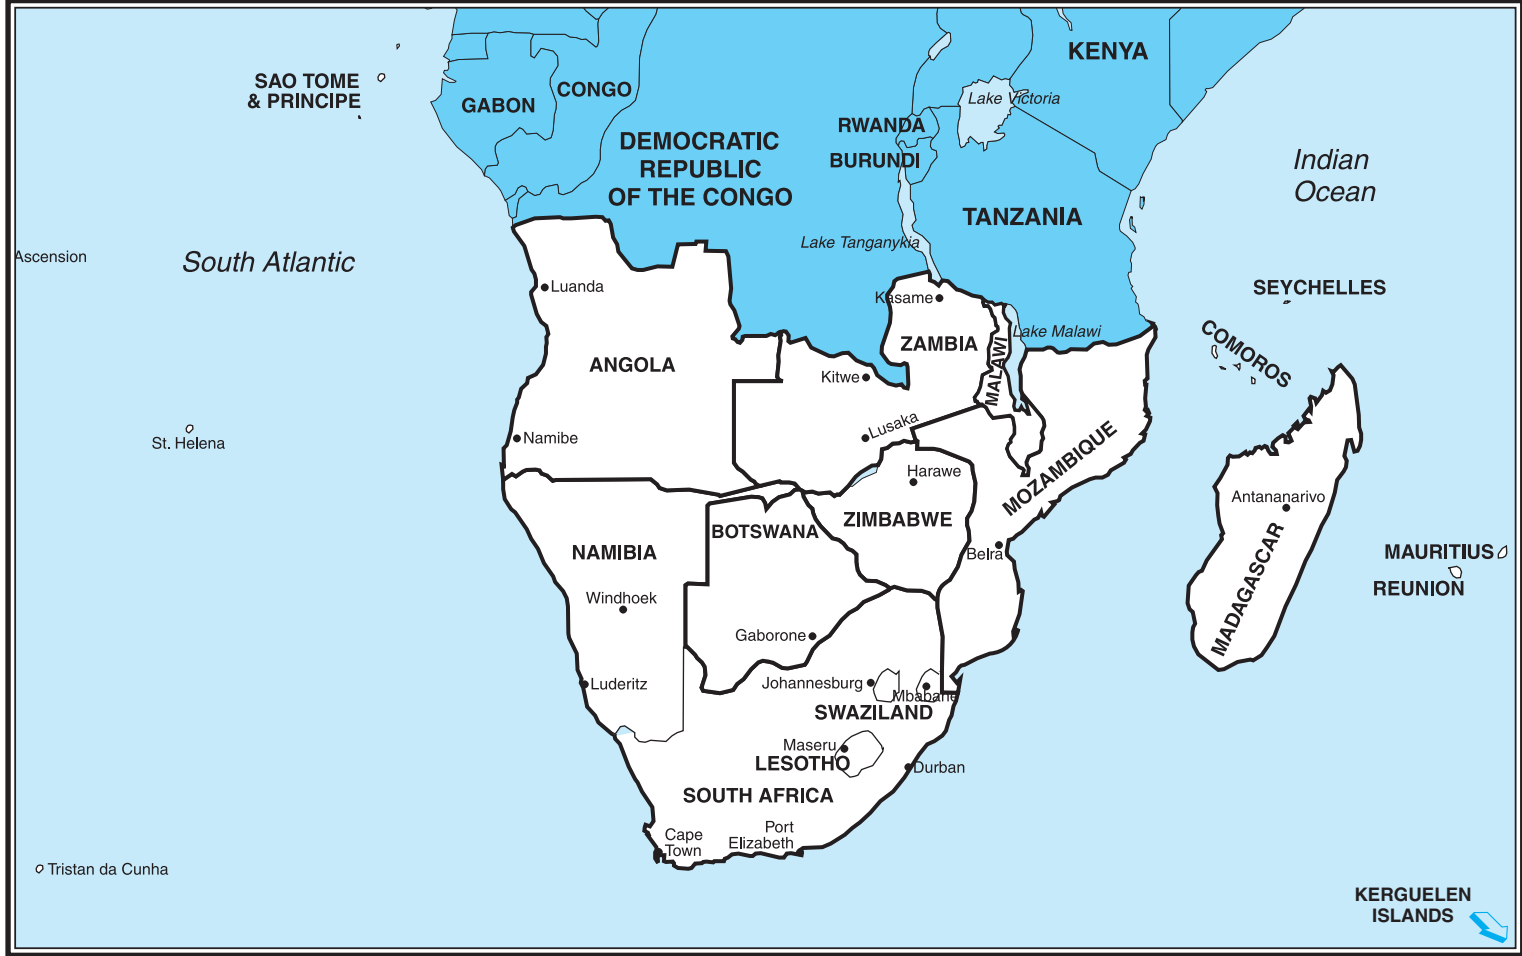 KENYA
SAO TOME
& PRINCIPE
GABON
CONGO
Lake Victoria
RWANDA
BURUNDI
DEMOCRATIC
REPUBLIC
OF THE CONGO
Indian
Ocean
TANZANIA
Lake Tanganykia
Ascension
South Atlantic
Luanda
Kasame
SEYCHELLES
COMOROS
Lake Malawi
ZAMBIA
MALAWI
ANGOLA
Kitwe
Lusaka
Namibe
St. Helena
Harawe
MOZAMBIQUE
Antananarivo
ZIMBABWE
BOTSWANA
NAMIBIA
Belra
MADAGASCAR
MAURITIUS
REUNION
Windhoek
Gaborone
Luderitz
Johannesburg
Mbabane
SWAZILAND
Maseru
LESOTHO
Durban
SOUTH AFRICA
Port
Elizabeth
Cape
Town
Tristan da Cunha
KERGUELEN
ISLANDS